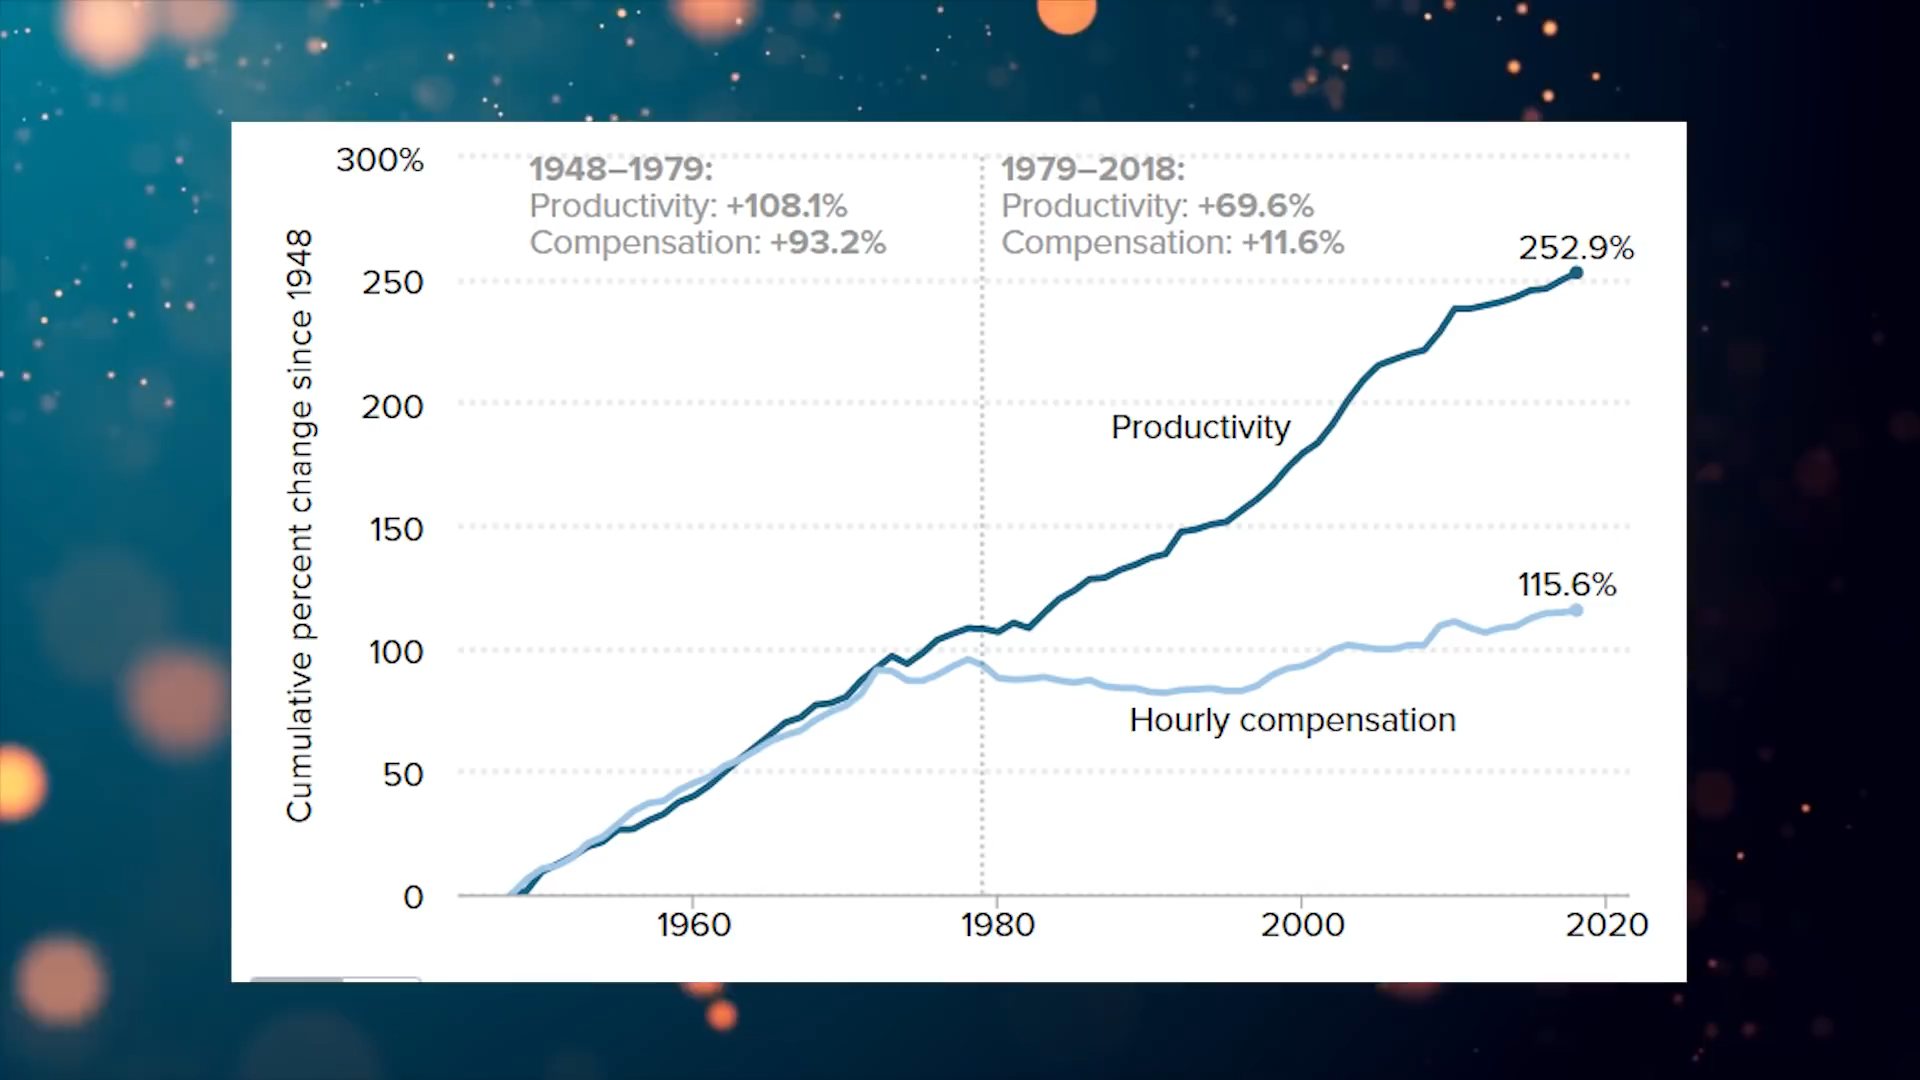 Cumulative percent change since 1948
300%
250
200
150
100
50
0
1948–1979:
Productivity: +108.1%
Compensation: +93.2%
1979–2018:
Productivity: +69.6%
Compensation: +11.6%
252.9%
Productivity
115.6%
Hourly compensation
1960 1980 2000 2020